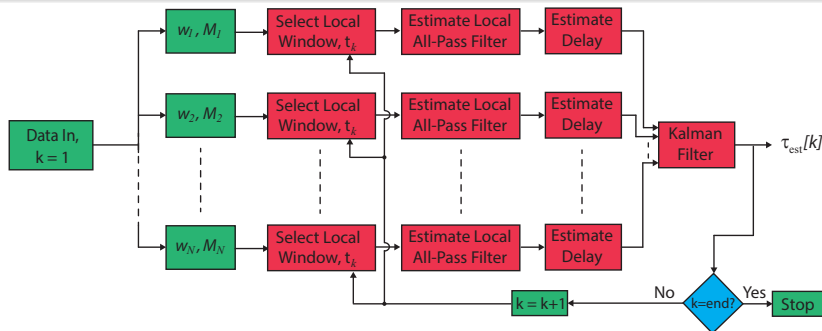 w₁, M₁
Select Local
Window, tₖ
Estimate Local
All-Pass Filter
Estimate
Delay
Data In,
k = 1
w₂, M₂
Select Local
Window, tₖ
Estimate Local
All-Pass Filter
Estimate
Delay
Kalman
Filter
τₑₛₜ[k]
w_N, M_N
Select Local
Window, tₖ
Estimate Local
All-Pass Filter
Estimate
Delay
k = k+1
No
k=end?
Yes
Stop